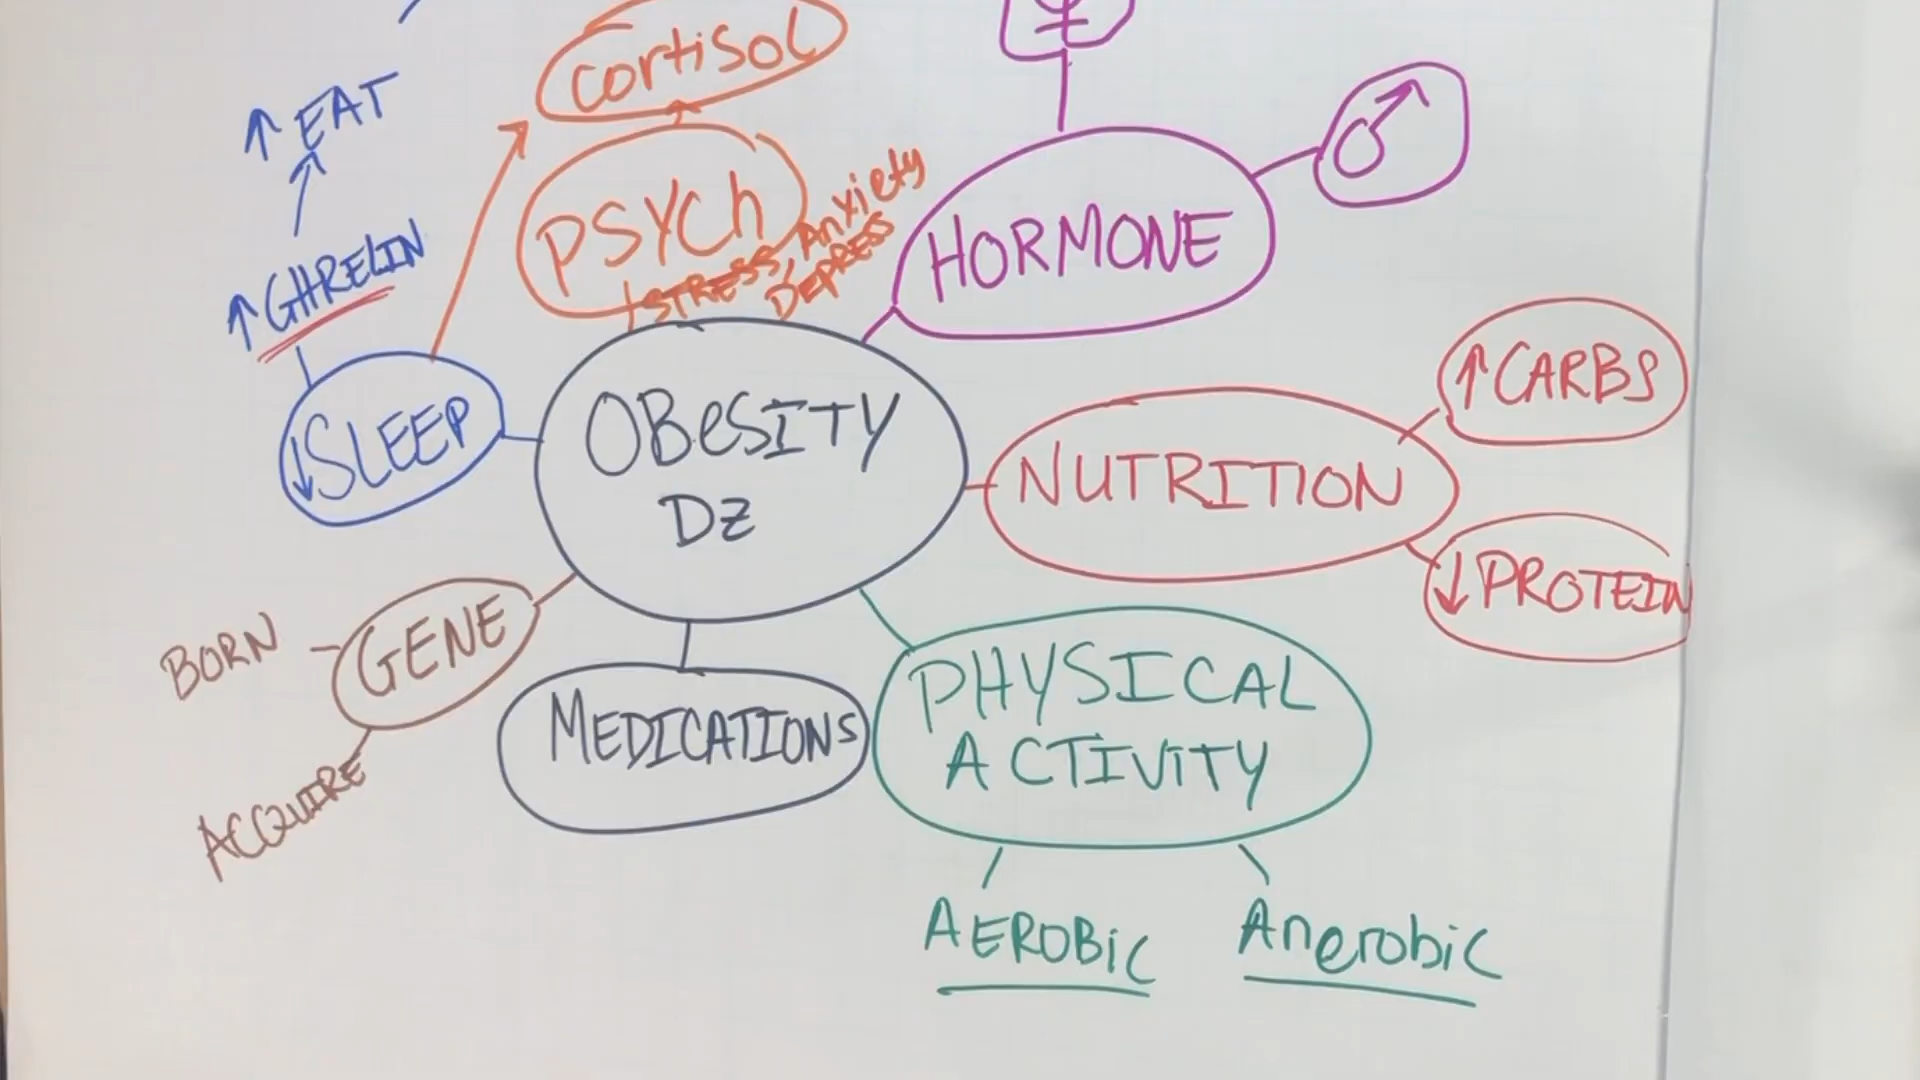 cortisol
↑ EAT
PSYCh
STRESS, Anxiety
DEPRESS
HORMONE
♂
↑ GHRELIN
↑ CARBS
↓ SLEEP
OBeSITY
DZ
NUTRITION
↓ PROTEIN
BORN
GENE
MEDICATIONS
PHYSICAL
ACTIVITY
ACQUIRE
AEROBiC
AnerobiC